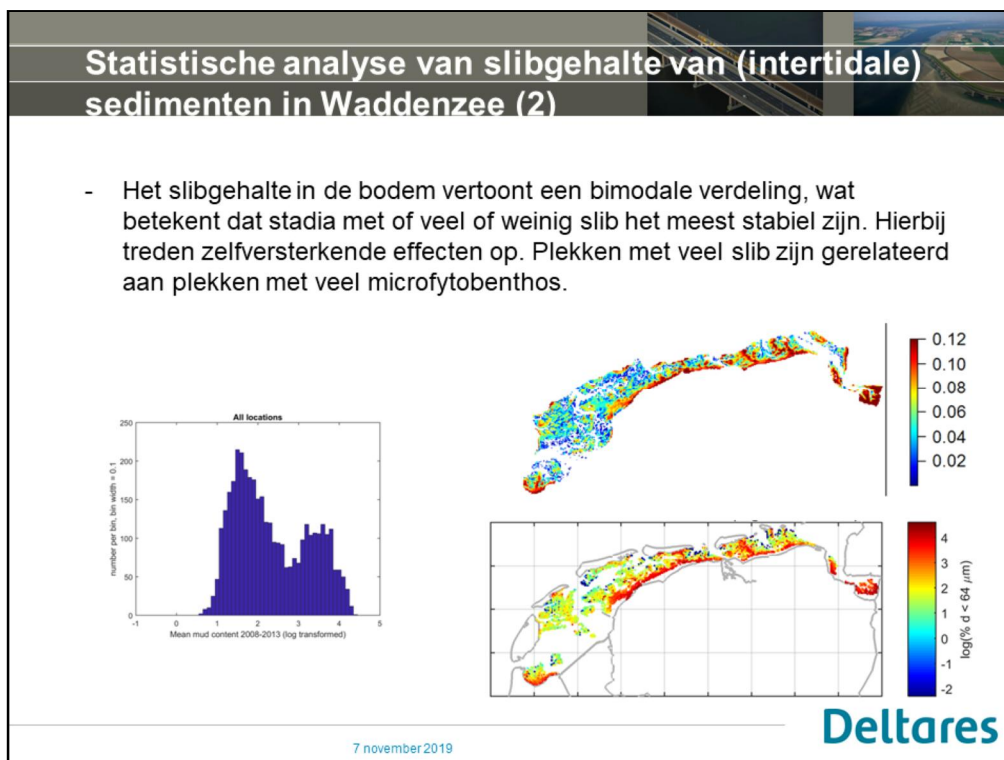 Statistische analyse van slibgehalte van (intertidale)
sedimenten in Waddenzee (2)
- Het slibgehalte in de bodem vertoont een bimodale verdeling, wat
betekent dat stadia met of veel of weinig slib het meest stabiel zijn. Hierbij
treden zelfversterkende effecten op. Plekken met veel slib zijn gerelateerd
aan plekken met veel microfytobenthos.
All locations
250
200
150
100
50
0
number per bin, bin width = 0.1
-1 0 1 2 3 4 5
Mean mud content 2008-2013 (log transformed)
0.12
0.10
0.08
0.06
0.04
0.02
4
3
2
1
0
-1
-2
log(% d < 64 μm)
7 november 2019
Deltares